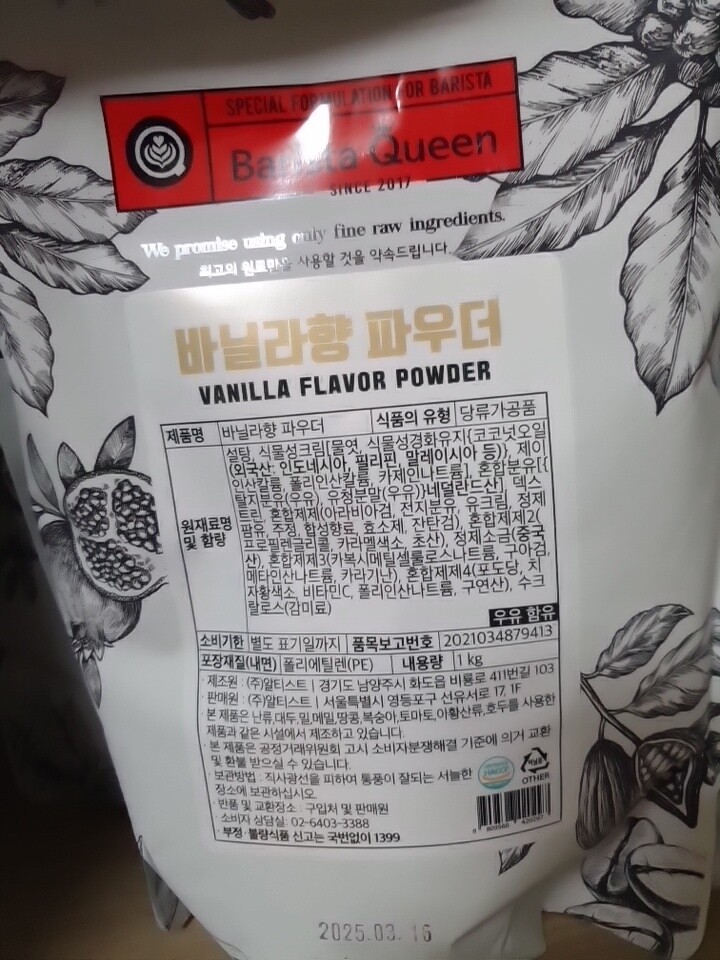 SPECIAL FORMULATION FOR BARISTA
Barista Queen
SINCE 2017
We promise using only fine raw ingredients.
최고의 원료만을 사용할 것을 약속드립니다.
바닐라향 파우더
VANILLA FLAVOR POWDER
제품명 바닐라향 파우더 식품의 유형 당류가공품
원재료명 및 함량
설탕, 식물성크림[물엿, 식물성경화유지{코코넛오일
(외국산: 인도네시아, 필리핀, 말레이시아 등)}, 제이
인산칼륨, 폴리인산칼륨, 카제인나트륨], 혼합분유[{
탈지분유(우유), 유청분말(우유)}네덜란드산], 덱스
트린, 혼합제제(아라비아검, 전지분유, 유크림, 정제
팜유, 주정, 합성향료, 효소제, 잔탄검), 혼합제제2(
프로필렌글리콜, 카라멜색소, 초산), 정제소금(중국
산), 혼합제제3(카복시메틸셀룰로스나트륨, 구아검,
메타인산나트륨, 카라기난), 혼합제제4(포도당, 치
자황색소, 비타민C, 폴리인산나트륨, 구연산), 수크
랄로스(감미료)
우유 함유
소비기한 별도 표기일까지 품목보고번호 2021034879413
포장재질(내면) 폴리에틸렌(PE) 내용량 1 kg
· 제조원 : (주)알티스트 | 경기도 남양주시 화도읍 비룡로 411번길 103
· 판매원 : (주)알티스트 | 서울특별시 영등포구 선유서로 17, 1F
· 본 제품은 난류,대두,밀,메밀,땅콩,복숭아,토마토,아황산류,호두를 사용한
제품과 같은 시설에서 제조하고 있습니다.
· 본 제품은 공정거래위원회 고시 소비자분쟁해결 기준에 의거 교환
및 환불 받으실 수 있습니다.
· 보관방법 : 직사광선을 피하여 통풍이 잘되는 서늘한
장소에 보관하십시오
· 반품 및 교환장소 : 구입처 및 판매원
· 소비자 상담실: 02-6403-3388
· 부정·불량식품 신고는 국번없이 1399
HACCP
OTHER
2025.03.16